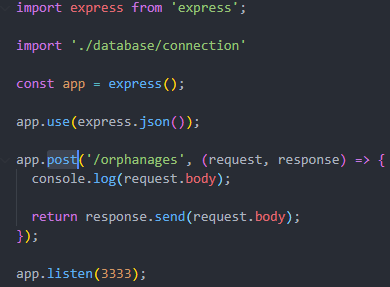 import express from 'express';
import './database/connection'
const app = express();
app.use(express.json());
app.post('/orphanages', (request, response) => {
console.log(request.body);
return response.send(request.body);
});
app.listen(3333);